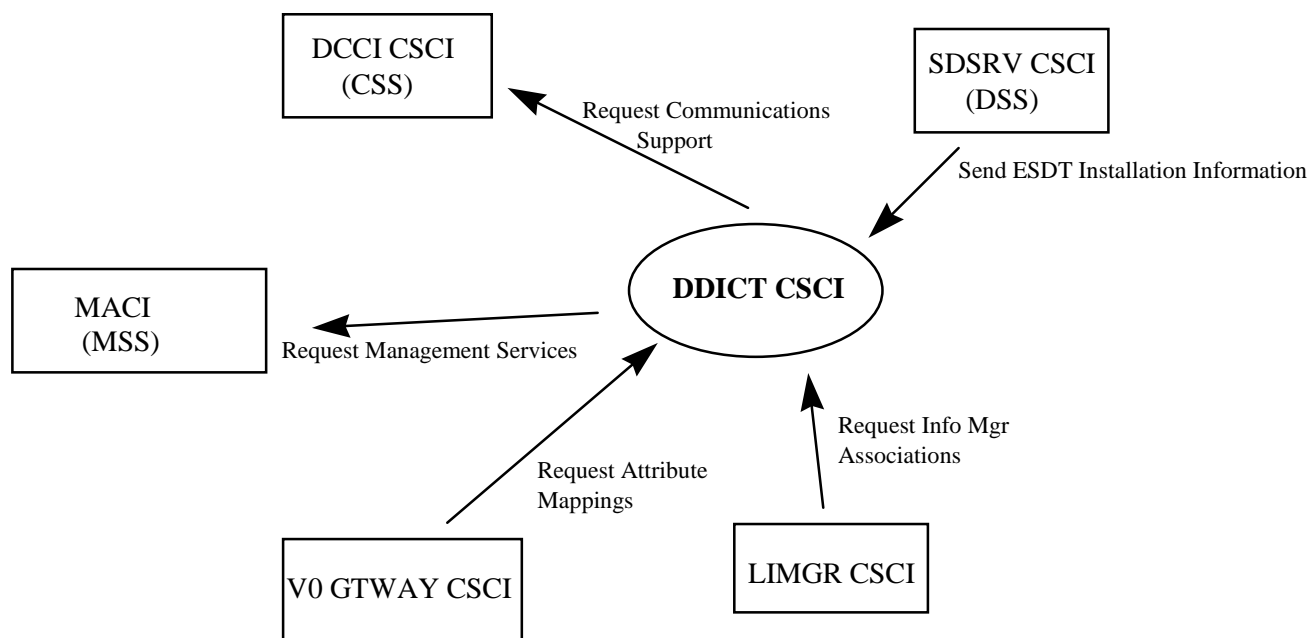 DCCI CSCI
(CSS)
SDSRV CSCI
(DSS)
Request Communications
Support
Send ESDT Installation Information
DDICT CSCI
MACI
(MSS)
Request Management Services
Request Info Mgr
Associations
Request Attribute
Mappings
V0 GTWAY CSCI
LIMGR CSCI